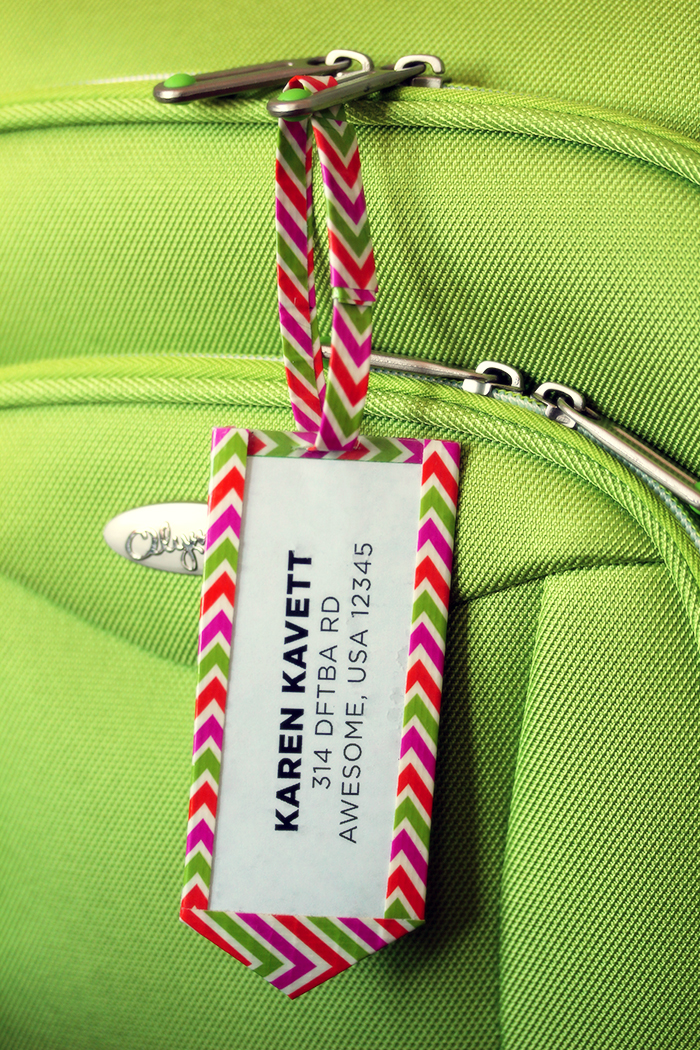 KAREN KAVETT
314 DFTBA RD
AWESOME, USA 12345